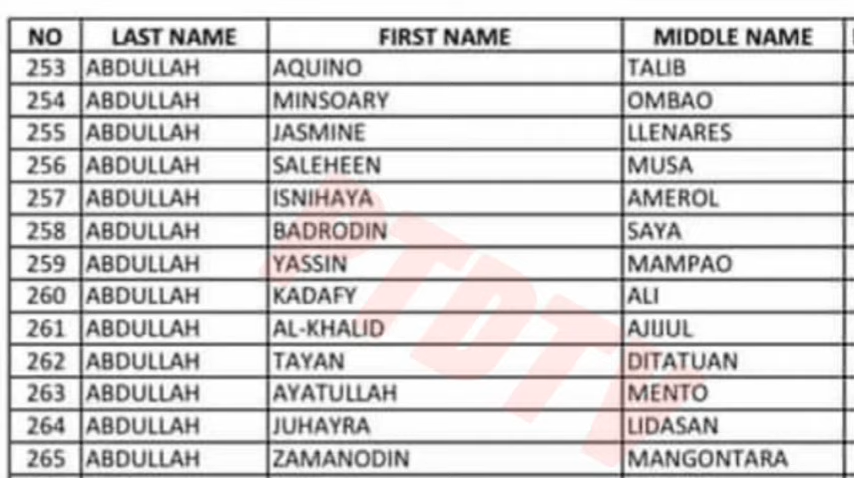 NO LAST NAME FIRST NAME MIDDLE NAME
253 ABDULLAH AQUINO TALIB
254 ABDULLAH MINSOARY OMBAO
255 ABDULLAH JASMINE LLENARES
256 ABDULLAH SALEHEEN MUSA
257 ABDULLAH ISNIHAYA AMEROL
258 ABDULLAH BADRODIN SAYA
259 ABDULLAH YASSIN MAMPAO
260 ABDULLAH KADAFY ALI
261 ABDULLAH AL-KHALID AJIJUL
262 ABDULLAH TAYAN DITATUAN
263 ABDULLAH AYATULLAH MENTO
264 ABDULLAH JUHAYRA LIDASAN
265 ABDULLAH ZAMANODIN MANGONTARA
PTDTV